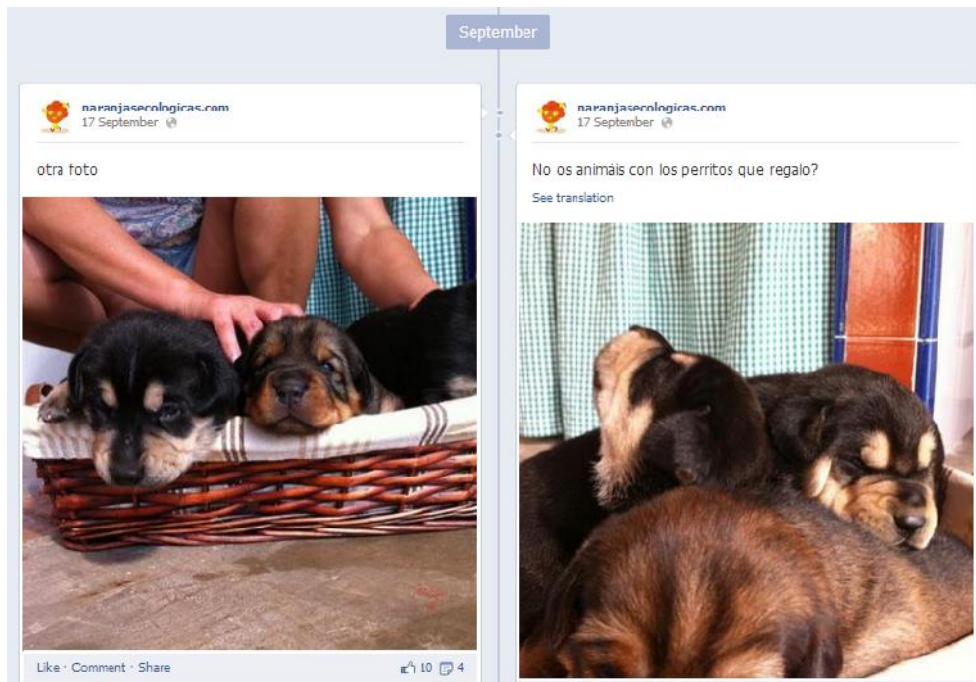 September
naranjasecologicas.com
17 September
otra foto
Like · Comment · Share
10 4
naranjasecologicas.com
17 September
No os animáis con los perritos que regalo?
See translation